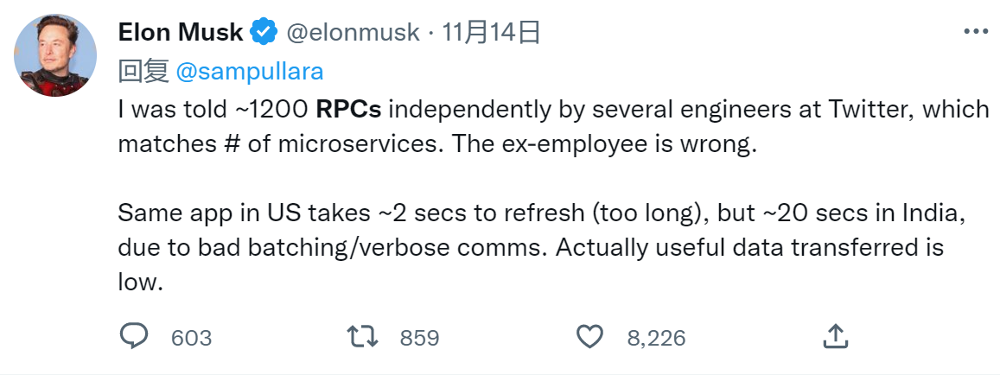 Elon Musk @elonmusk · 11月14日
回复 @sampullara
I was told ~1200 RPCs independently by several engineers at Twitter, which
matches # of microservices. The ex-employee is wrong.
Same app in US takes ~2 secs to refresh (too long), but ~20 secs in India,
due to bad batching/verbose comms. Actually useful data transferred is
low.
603 859 8,226